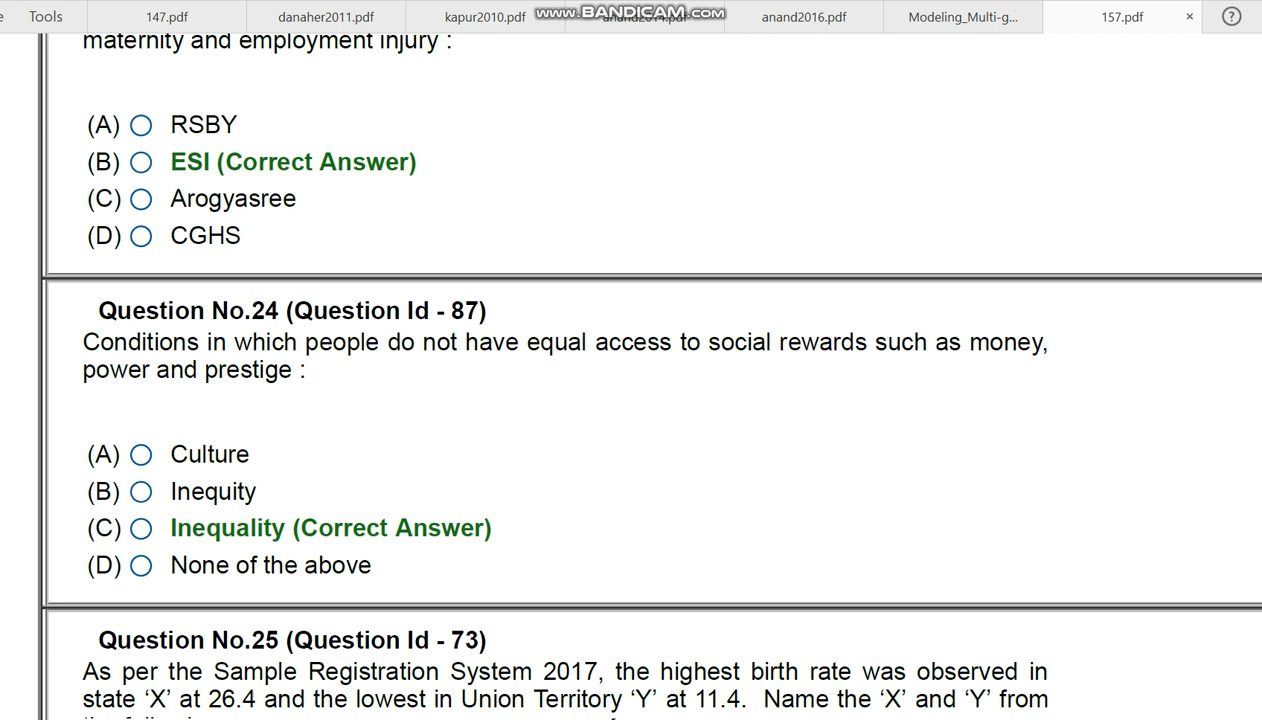 e Tools 147.pdf danaher2011.pdf kapur2010.pdf anand2014.pdf anand2016.pdf Modeling_Multi-g... 157.pdf × ?
www.BANDICAM.com
maternity and employment injury :
(A) RSBY
(B) ESI (Correct Answer)
(C) Arogyasree
(D) CGHS
Question No.24 (Question Id - 87)
Conditions in which people do not have equal access to social rewards such as money,
power and prestige :
(A) Culture
(B) Inequity
(C) Inequality (Correct Answer)
(D) None of the above
Question No.25 (Question Id - 73)
As per the Sample Registration System 2017, the highest birth rate was observed in
state ‘X’ at 26.4 and the lowest in Union Territory ‘Y’ at 11.4. Name the ‘X’ and ‘Y’ from